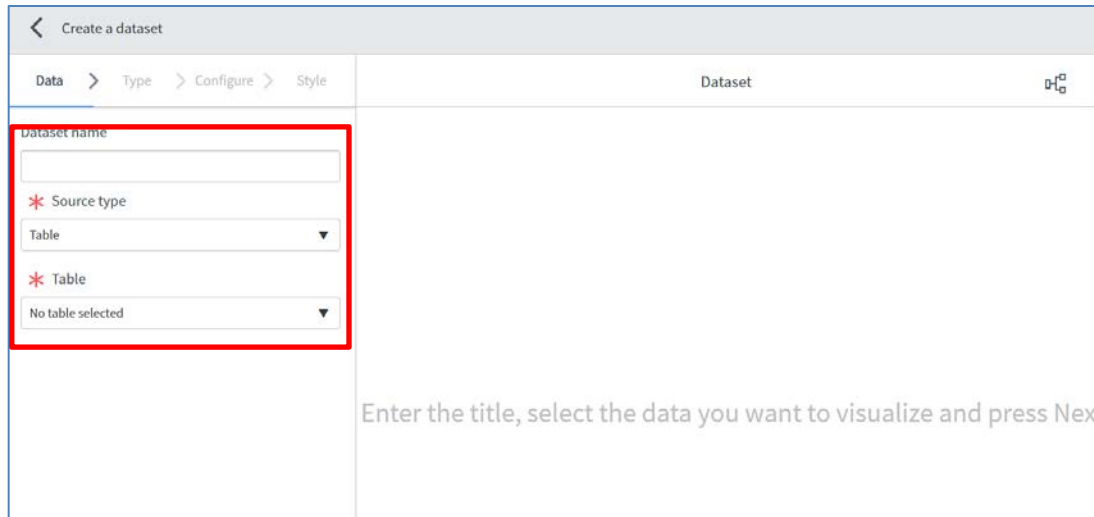 Create a dataset
Data Type Configure Style
Dataset
Dataset name
Source type
Table
Table
No table selected
Enter the title, select the data you want to visualize and press Nex